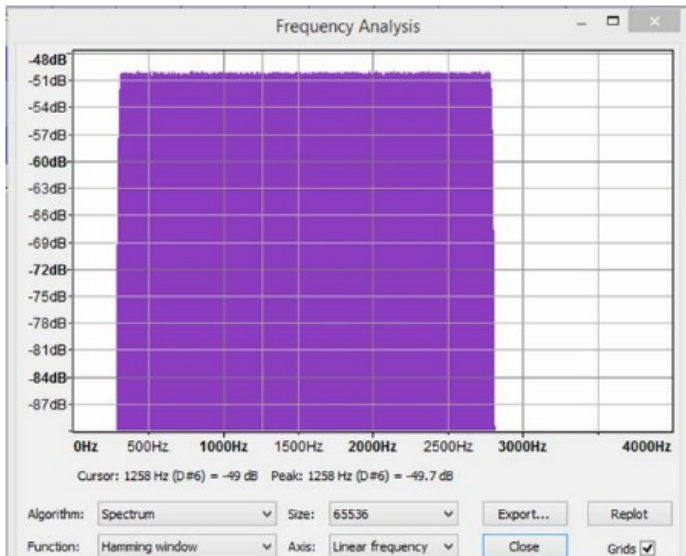 Frequency Analysis
-48dB
-51dB
-54dB
-57dB
-60dB
-63dB
-66dB
-69dB
-72dB
-75dB
-78dB
-81dB
-84dB
-87dB
0Hz 500Hz 1000Hz 1500Hz 2000Hz 2500Hz 3000Hz 4000Hz
Cursor: 1258 Hz (D#6) = -49 dB Peak: 1258 Hz (D#6) = -49.7 dB
Algorithm: Spectrum Size: 65536 Export... Replot
Function: Hamming window Axis: Linear frequency Close Grids